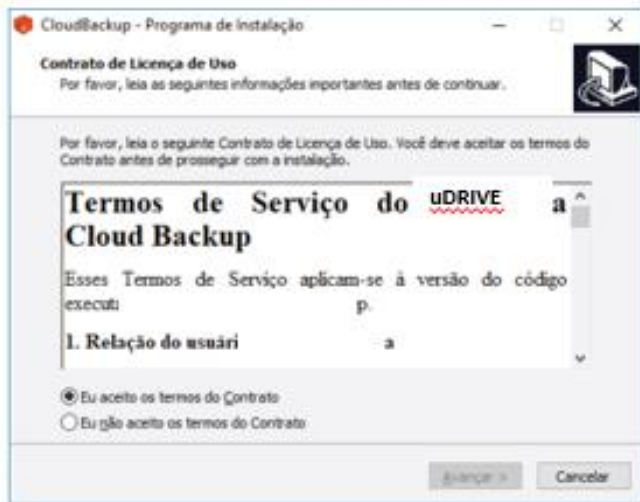 CloudBackup - Programa de Instalação
Contrato de Licença de Uso
Por favor, leia as seguintes informações importantes antes de continuar.
Por favor, leia o seguinte Contrato de Licença de Uso. Você deve aceitar os termos do
Contrato antes de prosseguir com a instalação.
Termos de Serviço do uDRIVE a
Cloud Backup
Esses Termos de Serviço aplicam-se à versão do código
p.
1. Relação do a
Eu aceito os termos do Contrato
Eu não aceito os termos do Contrato
Avançar > Cancelar